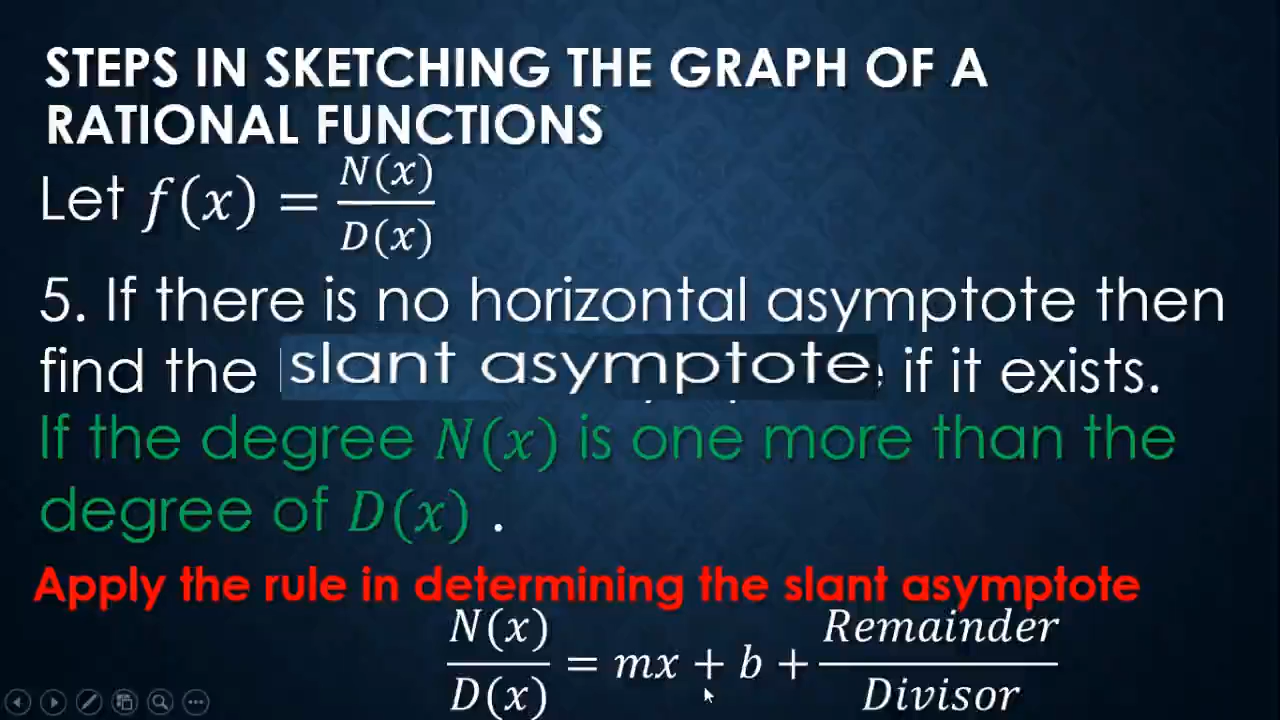 STEPS IN SKETCHING THE GRAPH OF A
RATIONAL FUNCTIONS
Let f(x) = N(x)/D(x)
5. If there is no horizontal asymptote then
find the slant asymptote if it exists.
If the degree N(x) is one more than the
degree of D(x) .
Apply the rule in determining the slant asymptote
N(x)/D(x) = mx + b + Remainder/Divisor